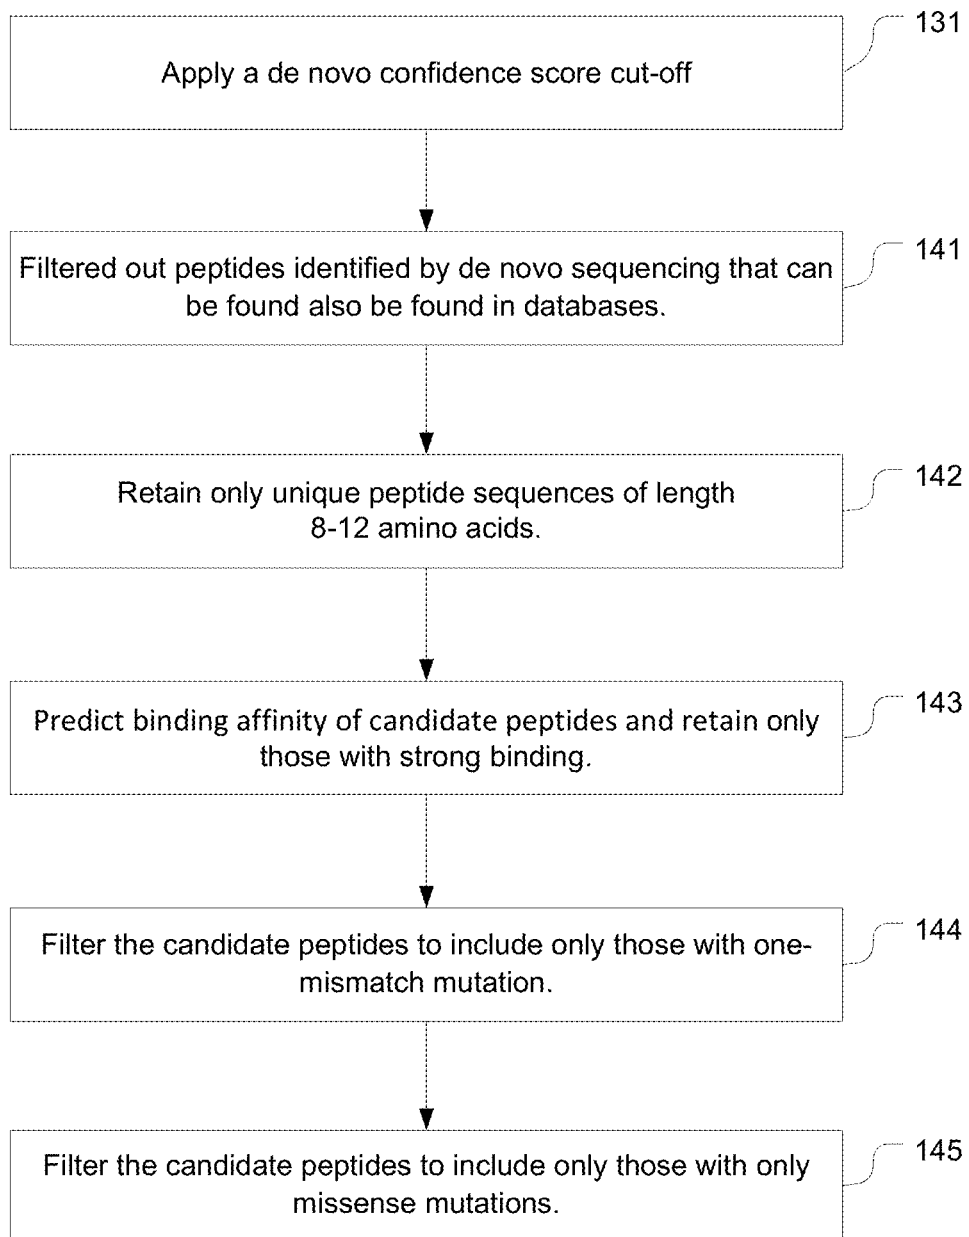 131
Apply a de novo confidence score cut-off
141
Filtered out peptides identified by de novo sequencing that can
be found also be found in databases.
142
Retain only unique peptide sequences of length
8-12 amino acids.
143
Predict binding affinity of candidate peptides and retain only
those with strong binding.
144
Filter the candidate peptides to include only those with one-
mismatch mutation.
145
Filter the candidate peptides to include only those with only
missense mutations.